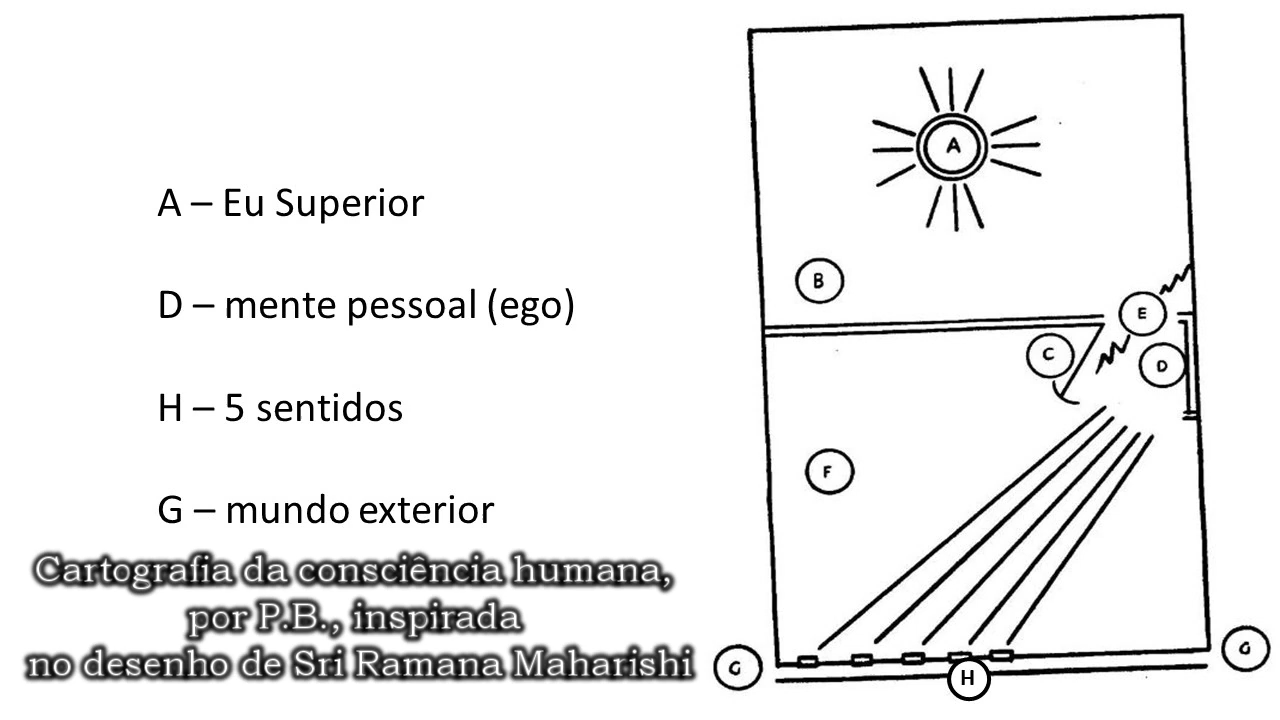 A – Eu Superior
D – mente pessoal (ego)
H – 5 sentidos
G – mundo exterior
Cartografia da consciência humana,
por P.B., inspirada
no desenho de Sri Ramana Maharishi
A
B
E
C
D
F
G
H
G